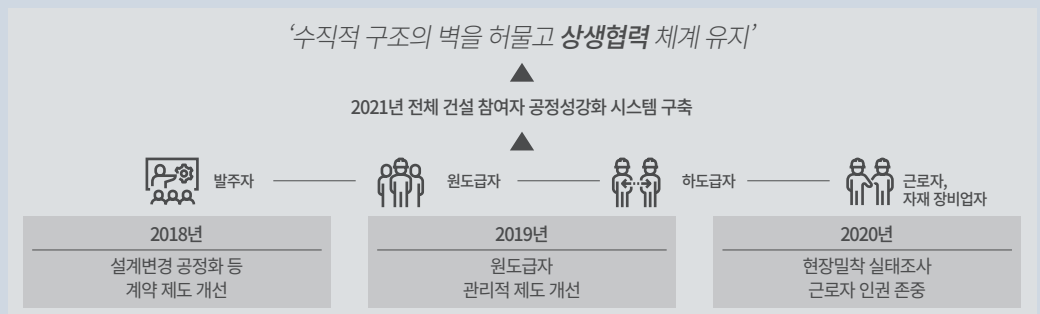 ‘수직적 구조의 벽을 허물고 상생협력 체계 유지’
2021년 전체 건설 참여자 공정성강화 시스템 구축
발주자
원도급자
하도급자
근로자,
자재 장비업자
2018년
설계변경 공정화 등
계약 제도 개선
2019년
원도급자
관리적 제도 개선
2020년
현장밀착 실태조사
근로자 인권 존중